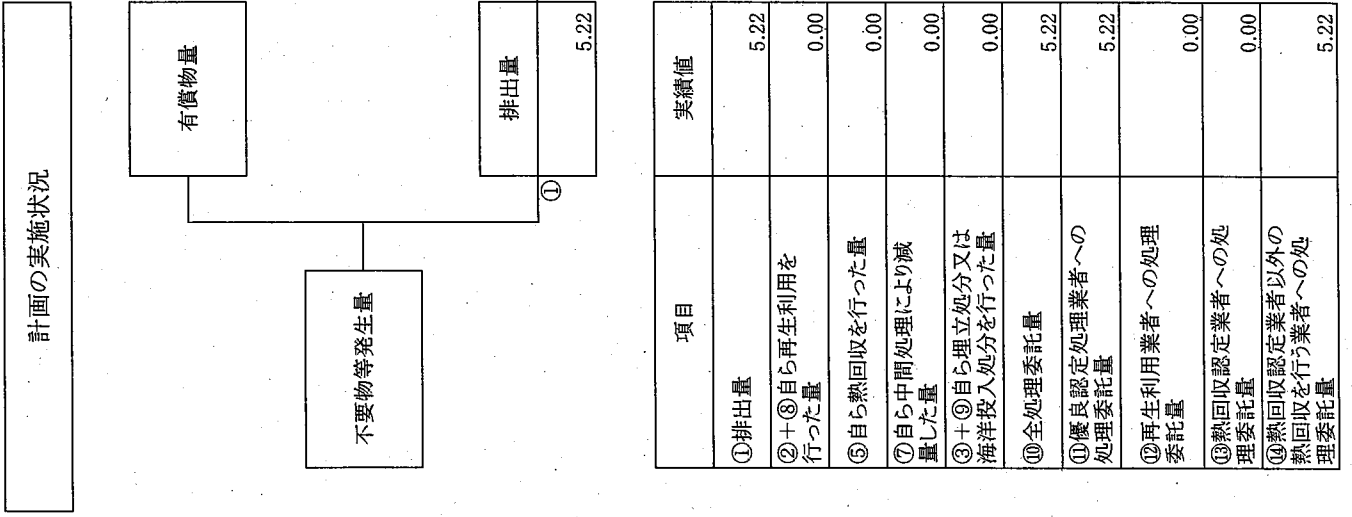 計画の実施状況
有償物量
不要物等発生量
排出量
①
5.22
項目
実績値
①排出量
5.22
②+⑧自ら再生利用を
行った量
0.00
⑤自ら熱回収を行った量
0.00
⑦自ら中間処理により減
量した量
0.00
③+⑨自ら埋立処分又は
海洋投入処分を行った量
0.00
⑩全処理委託量
5.22
⑪優良認定処理業者への
処理委託量
5.22
⑫再生利用業者への処理
委託量
0.00
⑬熱回収認定業者への処
理委託量
0.00
⑭熱回収認定業者以外の
熱回収を行う業者への処
理委託量
5.22